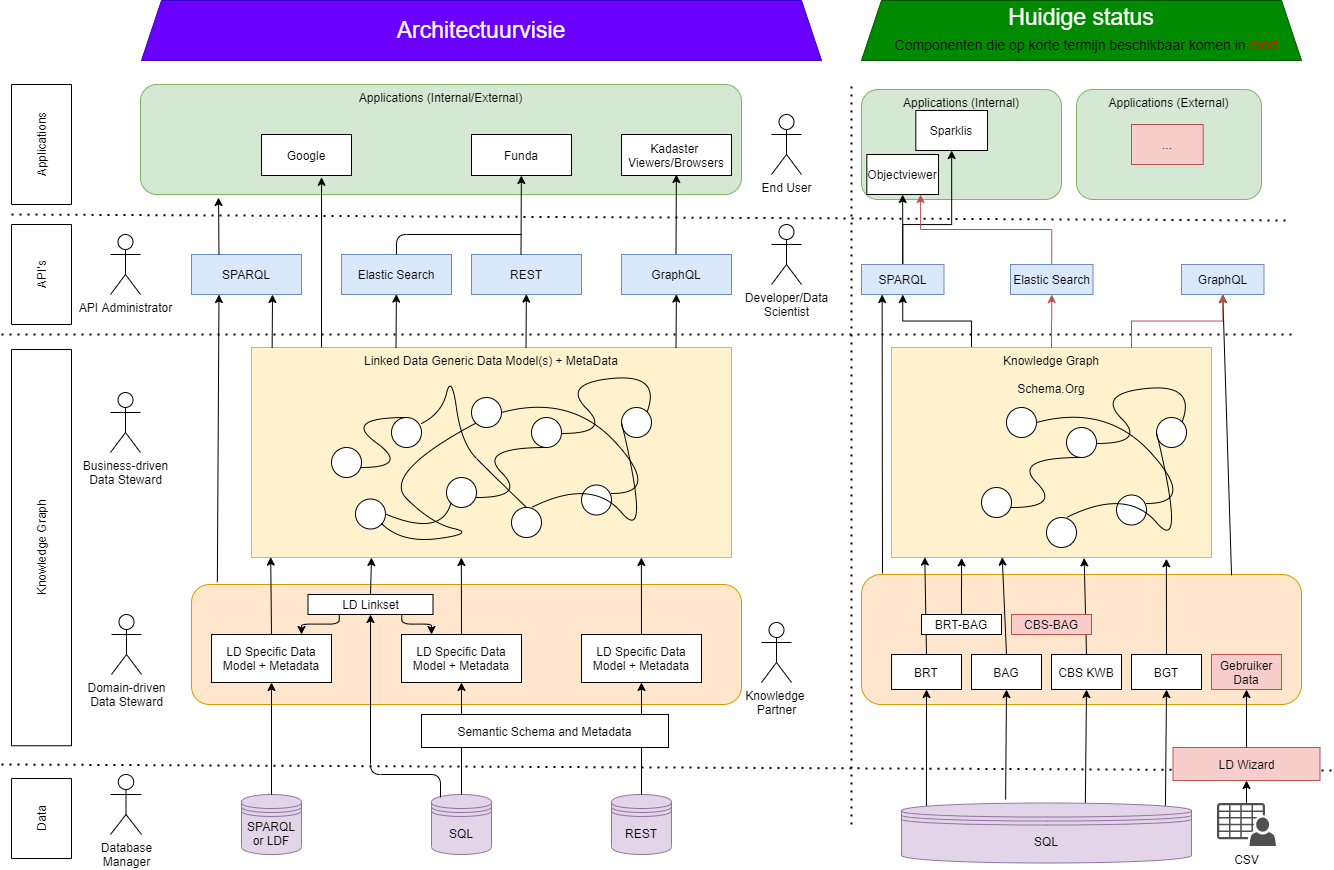 Architectuurvisie
Huidige status
Componenten die op korte termijn beschikbaar komen in rood
Applications
Applications (Internal/External)
Google
Funda
Kadaster
Viewers/Browsers
End User
Applications (Internal)
Sparklis
Objectviewer
Applications (External)
...
API's
API Administrator
SPARQL
Elastic Search
REST
GraphQL
Developer/Data
Scientist
SPARQL
Elastic Search
GraphQL
Knowledge Graph
Business-driven
Data Steward
Linked Data Generic Data Model(s) + MetaData
Knowledge Graph
Schema.Org
Domain-driven
Data Steward
LD Linkset
LD Specific Data
Model + Metadata
LD Specific Data
Model + Metadata
LD Specific Data
Model + Metadata
Semantic Schema and Metadata
Knowledge
Partner
BRT-BAG
CBS-BAG
BRT
BAG
CBS KWB
BGT
Gebruiker
Data
LD Wizard
Data
Database
Manager
SPARQL
or LDF
SQL
REST
SQL
CSV